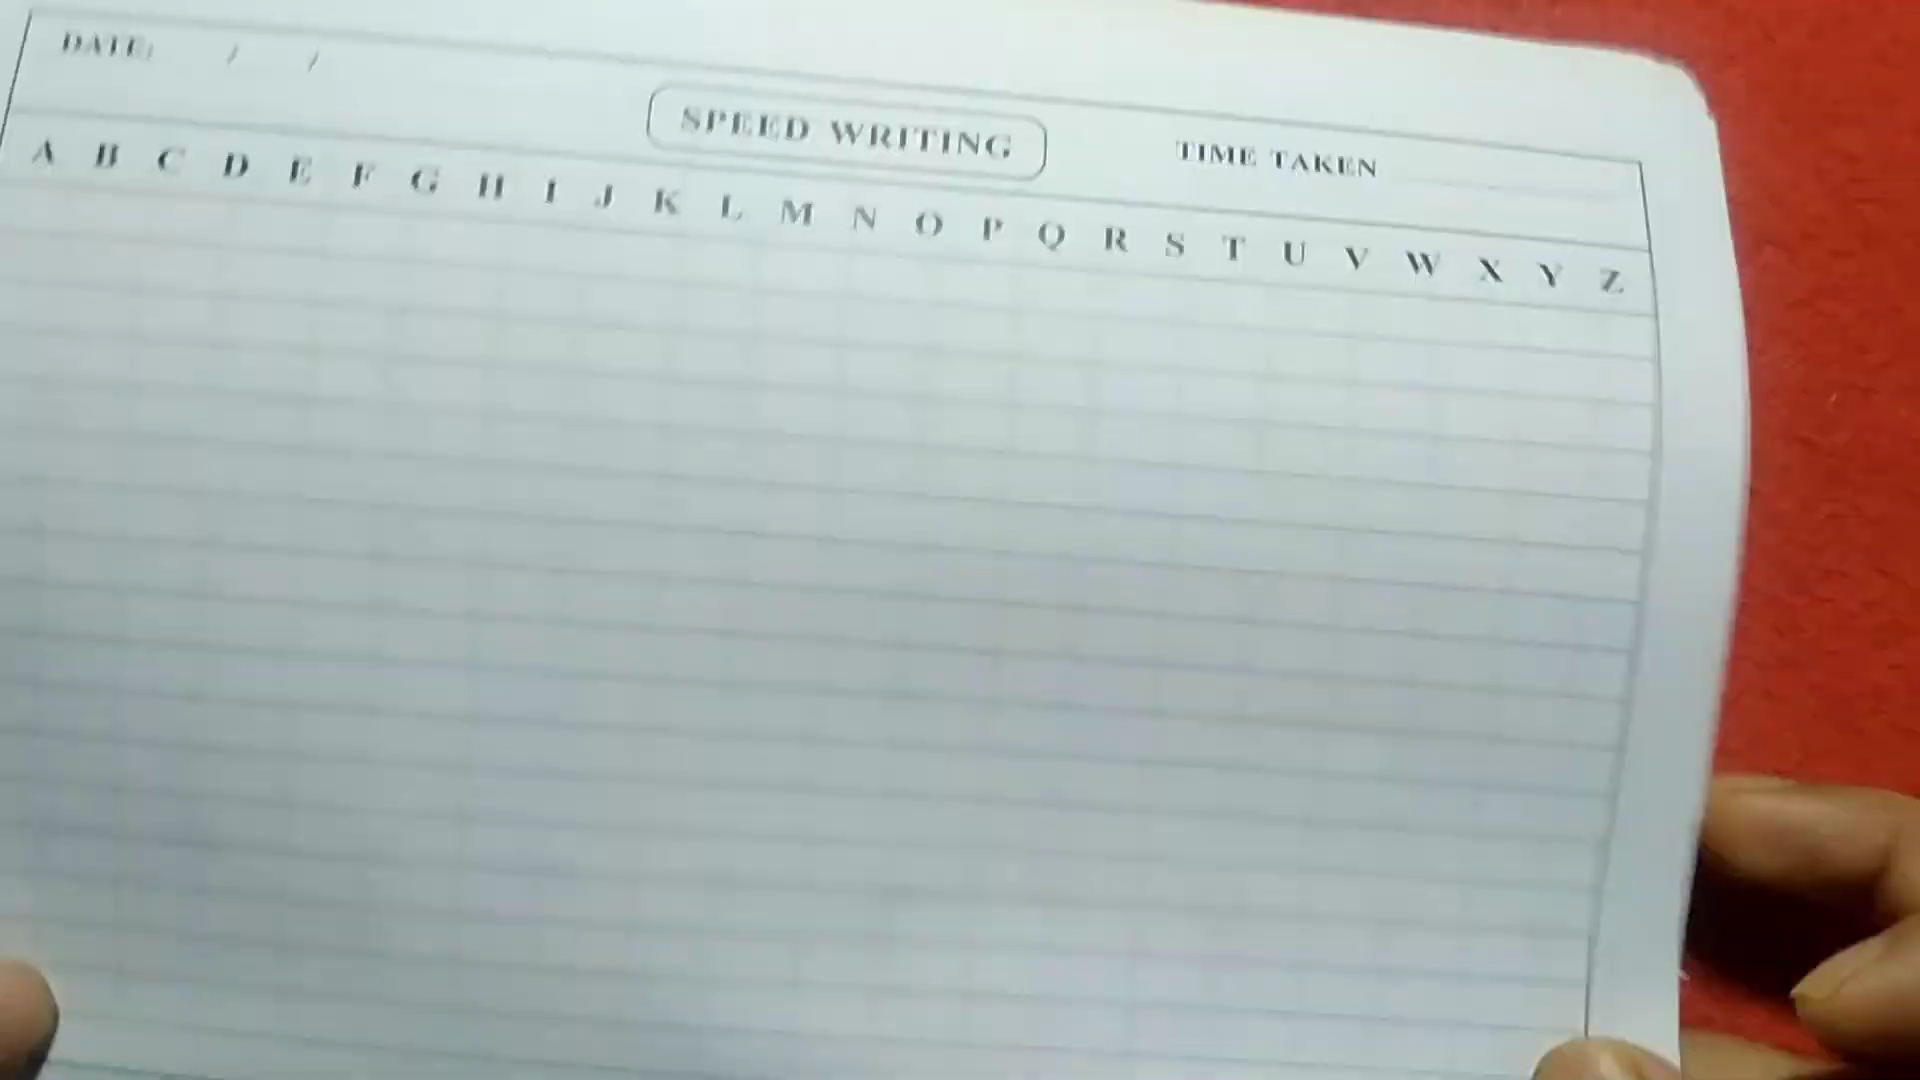 DATE: / /
SPEED WRITING
TIME TAKEN
A B C D E F G H I J K L M N O P Q R S T U V W X Y Z